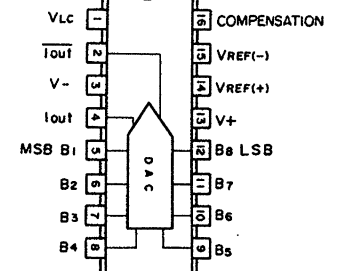 VLC 1 16 COMPENSATION
Iout 2 15 VREF(-)
V- 3 14 VREF(+)
Iout 4 13 V+
MSB B1 5 12 B8 LSB
B2 6 11 B7
B3 7 10 B6
B4 8 9 B5
DAC